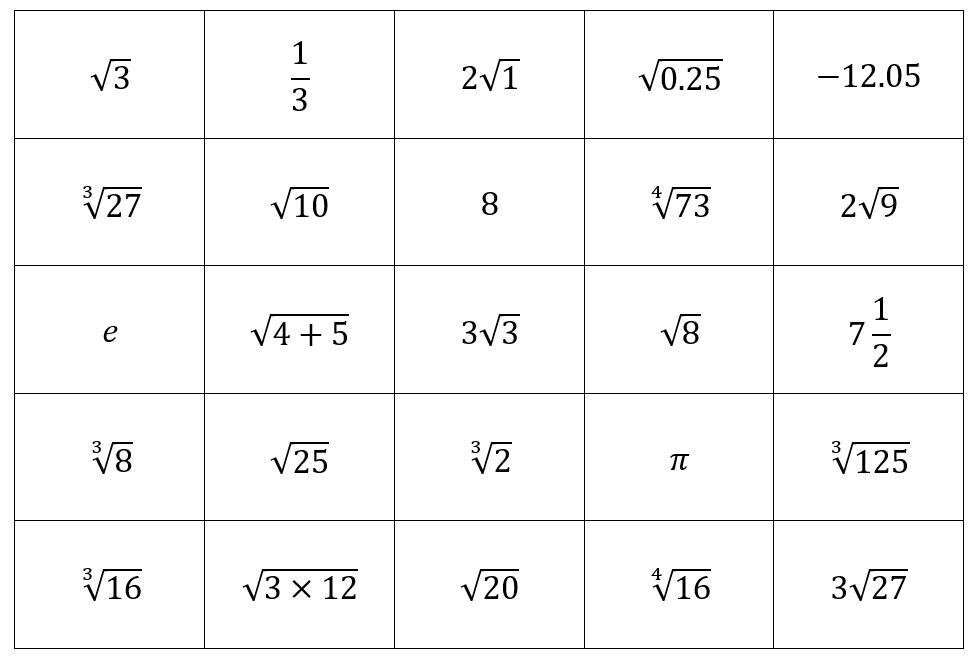 √3 1/3 2√1 √0.25 −12.05
∛27 √10 8 ∜73 2√9
e √(4 + 5) 3√3 √8 7 1/2
∛8 √25 ∛2 π ∛125
∛16 √(3 × 12) √20 ∜16 3√27